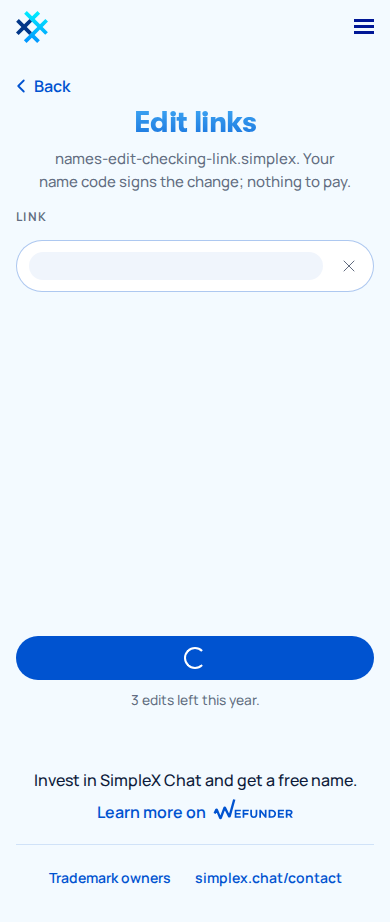 Back
Edit links
names-edit-checking-link.simplex. Your
name code signs the change; nothing to pay.
LINK
3 edits left this year.
Invest in SimpleX Chat and get a free name.
Learn more on WEFUNDER
Trademark owners simplex.chat/contact